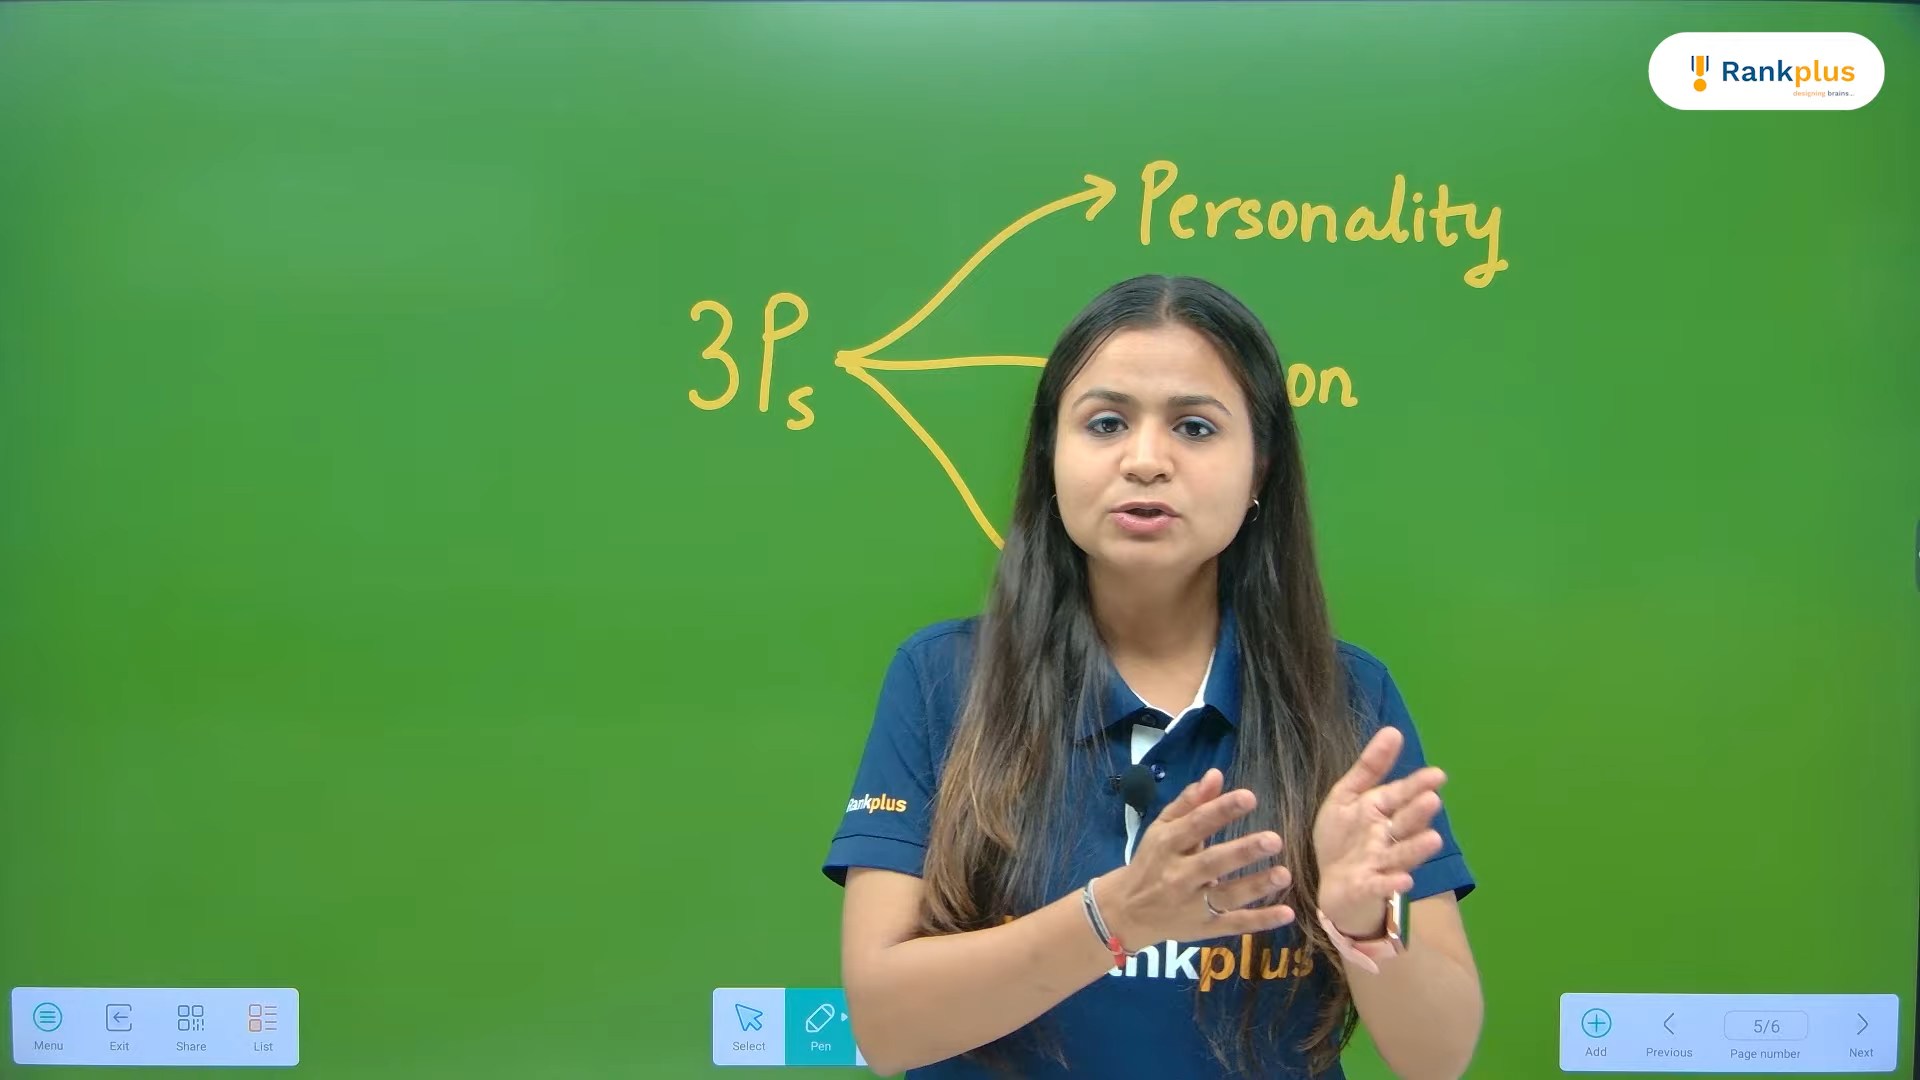 Rankplus
designing brains...
Personality
3Ps
on
Rankplus
ankplus
Menu
Exit
Share
List
Select
Pen
Add
Previous
5/6
Page number
Next